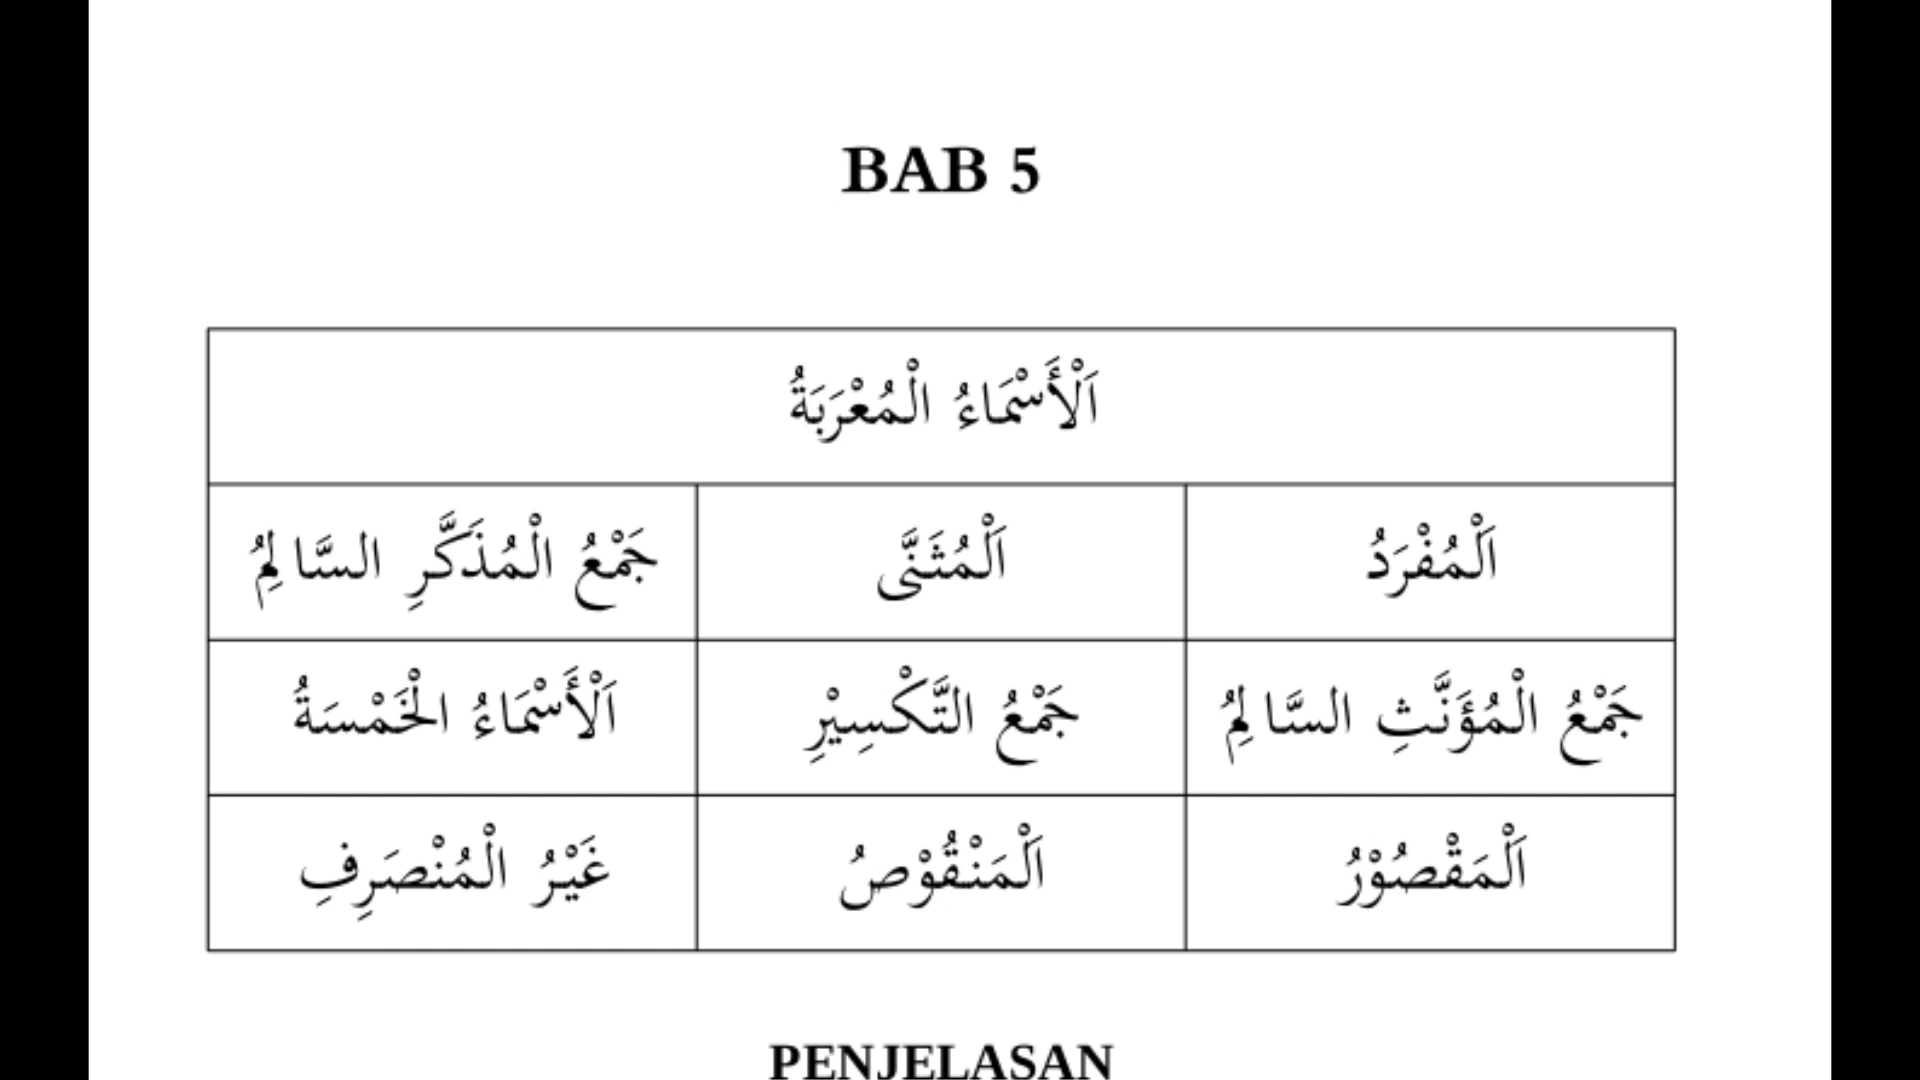 BAB 5
اَلْأَسْمَاءُ الْمُعْرَبَةُ
اَلْمُفْرَدُ
اَلْمُثَنَّى
جَمْعُ الْمُذَكَّرِ السَّالِمُ
جَمْعُ الْمُؤَنَّثِ السَّالِمُ
جَمْعُ التَّكْسِيْرِ
اَلْأَسْمَاءُ الْخَمْسَةُ
اَلْمَقْصُوْرُ
اَلْمَنْقُوْصُ
غَيْرُ الْمُنْصَرِفِ
PENJELASAN